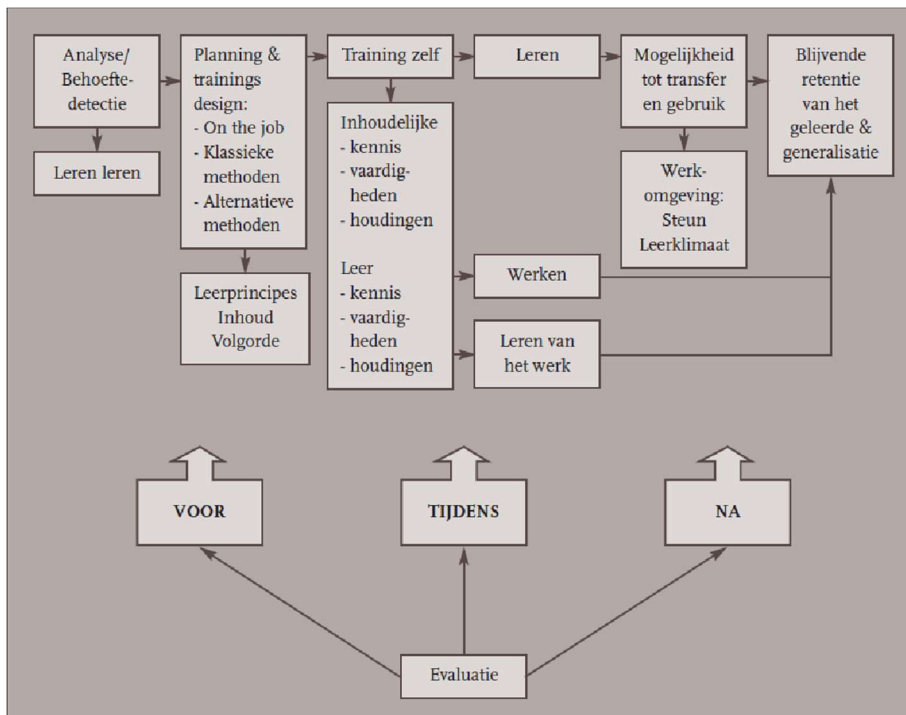 Analyse/
Behoefte-
detectie
Leren leren
Planning &
trainings
design:
- On the job
- Klassieke
methoden
- Alternatieve
methoden
Leerprincipes
Inhoud
Volgorde
Training zelf
Inhoudelijke
- kennis
- vaardig-
heden
- houdingen
Leer
- kennis
- vaardig-
heden
- houdingen
Leren
Werken
Leren van
het werk
Mogelijkheid
tot transfer
en gebruik
Werk-
omgeving:
Steun
Leerklimaat
Blijvende
retentie
van het
geleerde &
generalisatie
VOOR
TIJDENS
NA
Evaluatie